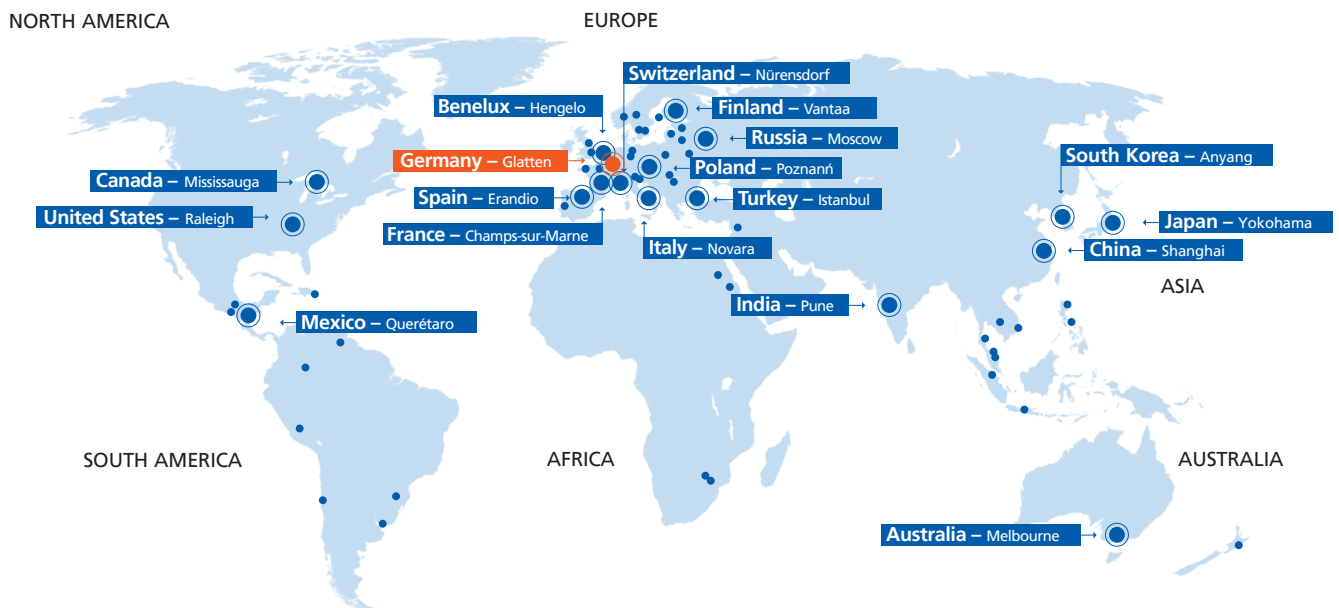 NORTH AMERICA
EUROPE
Switzerland – Nürensdorf
Benelux – Hengelo
Finland – Vantaa
Russia – Moscow
Germany – Glatten
South Korea – Anyang
Canada – Mississauga
Poland – Poznanń
Spain – Erandio
Turkey – Istanbul
United States – Raleigh
Japan – Yokohama
France – Champs-sur-Marne
Italy – Novara
China – Shanghai
ASIA
India – Pune
Mexico – Querétaro
SOUTH AMERICA
AFRICA
AUSTRALIA
Australia – Melbourne